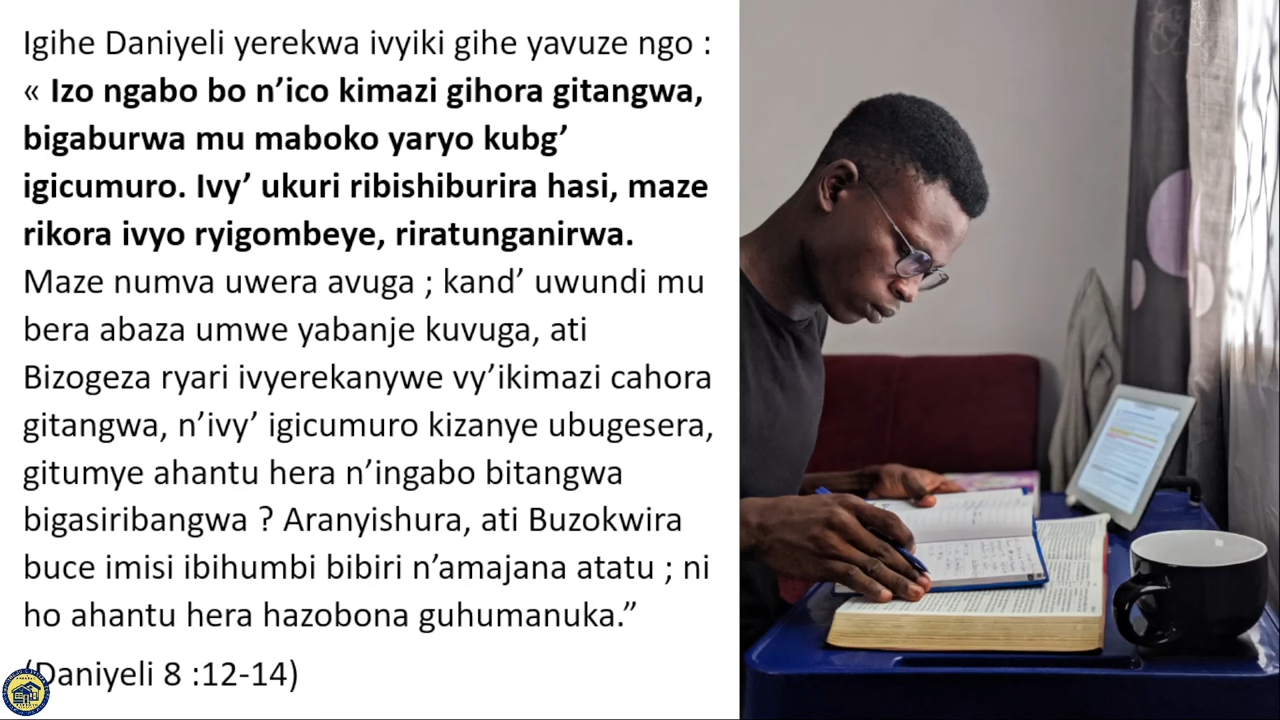 Igihe Daniyeli yerekwa ivyiki gihe yavuze ngo :
« Izo ngabo bo n’ico kimazi gihora gitangwa,
bigaburwa mu maboko yaryo kubg’
igicumuro. Ivy’ ukuri ribishiburira hasi, maze
rikora ivyo ryigombeye, riratunganirwa.
Maze numva uwera avuga ; kand’ uwundi mu
bera abaza umwe yabanje kuvuga, ati
Bizogeza ryari ivyerekanywe vy’ikimazi cahora
gitangwa, n’ivy’ igicumuro kizanye ubugesera,
gitumye ahantu hera n’ingabo bitangwa
bigasiribangwa ? Aranyishura, ati Buzokwira
buce imisi ibihumbi bibiri n’amajana atatu ; ni
ho ahantu hera hazobona guhumanuka.”
(Daniyeli 8 :12-14)